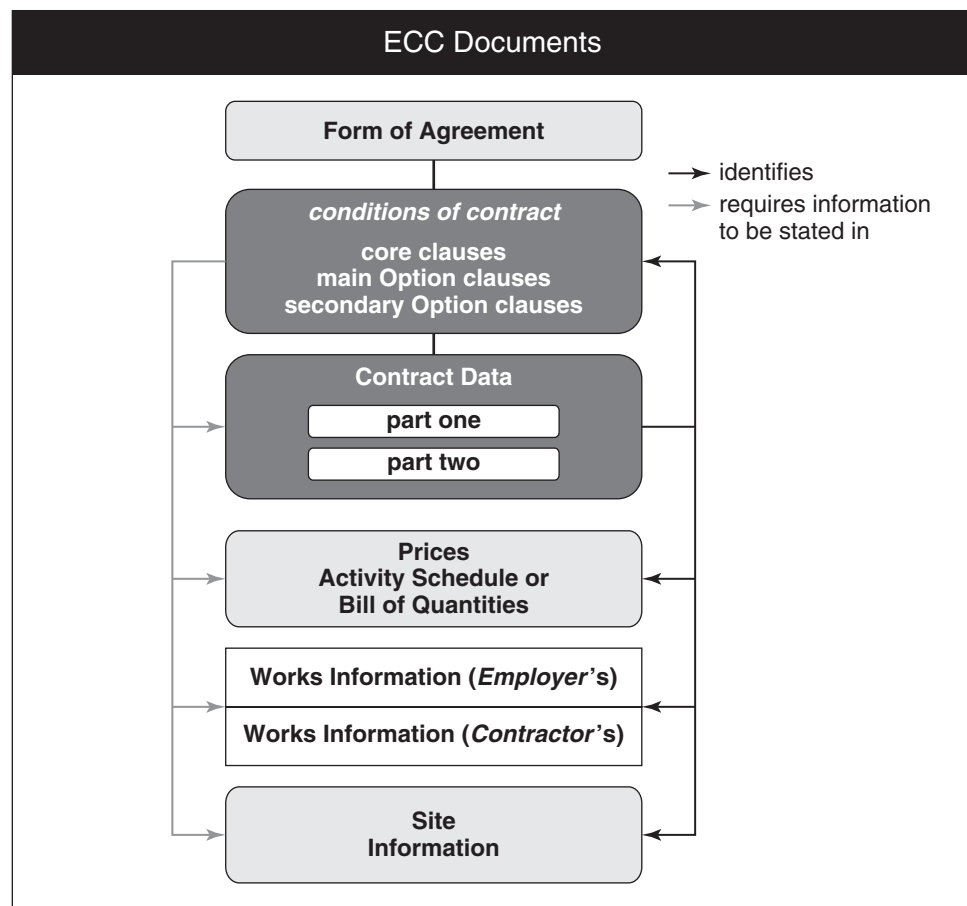 ECC Documents
Form of Agreement
identifies
requires information
to be stated in
conditions of contract
core clauses
main Option clauses
secondary Option clauses
Contract Data
part one
part two
Prices
Activity Schedule or
Bill of Quantities
Works Information (Employer's)
Works Information (Contractor's)
Site
Information